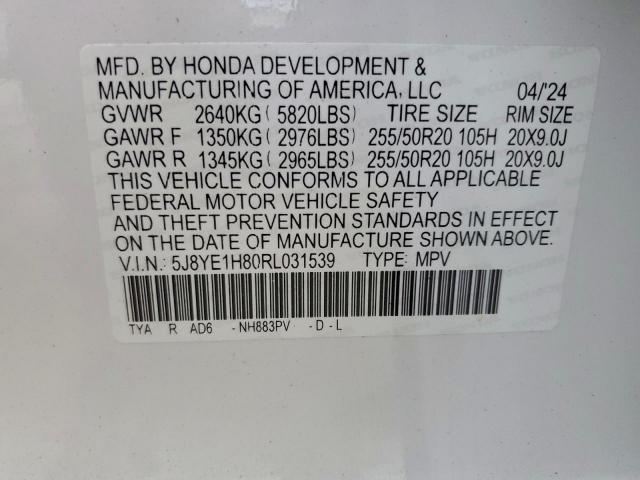 MFD. BY HONDA DEVELOPMENT &
MANUFACTURING OF AMERICA, LLC 04/'24
GVWR 2640KG( 5820LBS) TIRE SIZE RIM SIZE
GAWR F 1350KG( 2976LBS) 255/50R20 105H 20X9.0J
GAWR R 1345KG( 2965LBS) 255/50R20 105H 20X9.0J
THIS VEHICLE CONFORMS TO ALL APPLICABLE
FEDERAL MOTOR VEHICLE SAFETY
AND THEFT PREVENTION STANDARDS IN EFFECT
ON THE DATE OF MANUFACTURE SHOWN ABOVE.
V.I.N.: 5J8YE1H80RL031539 TYPE: MPV
TYA R AD6 -NH883PV -D-L